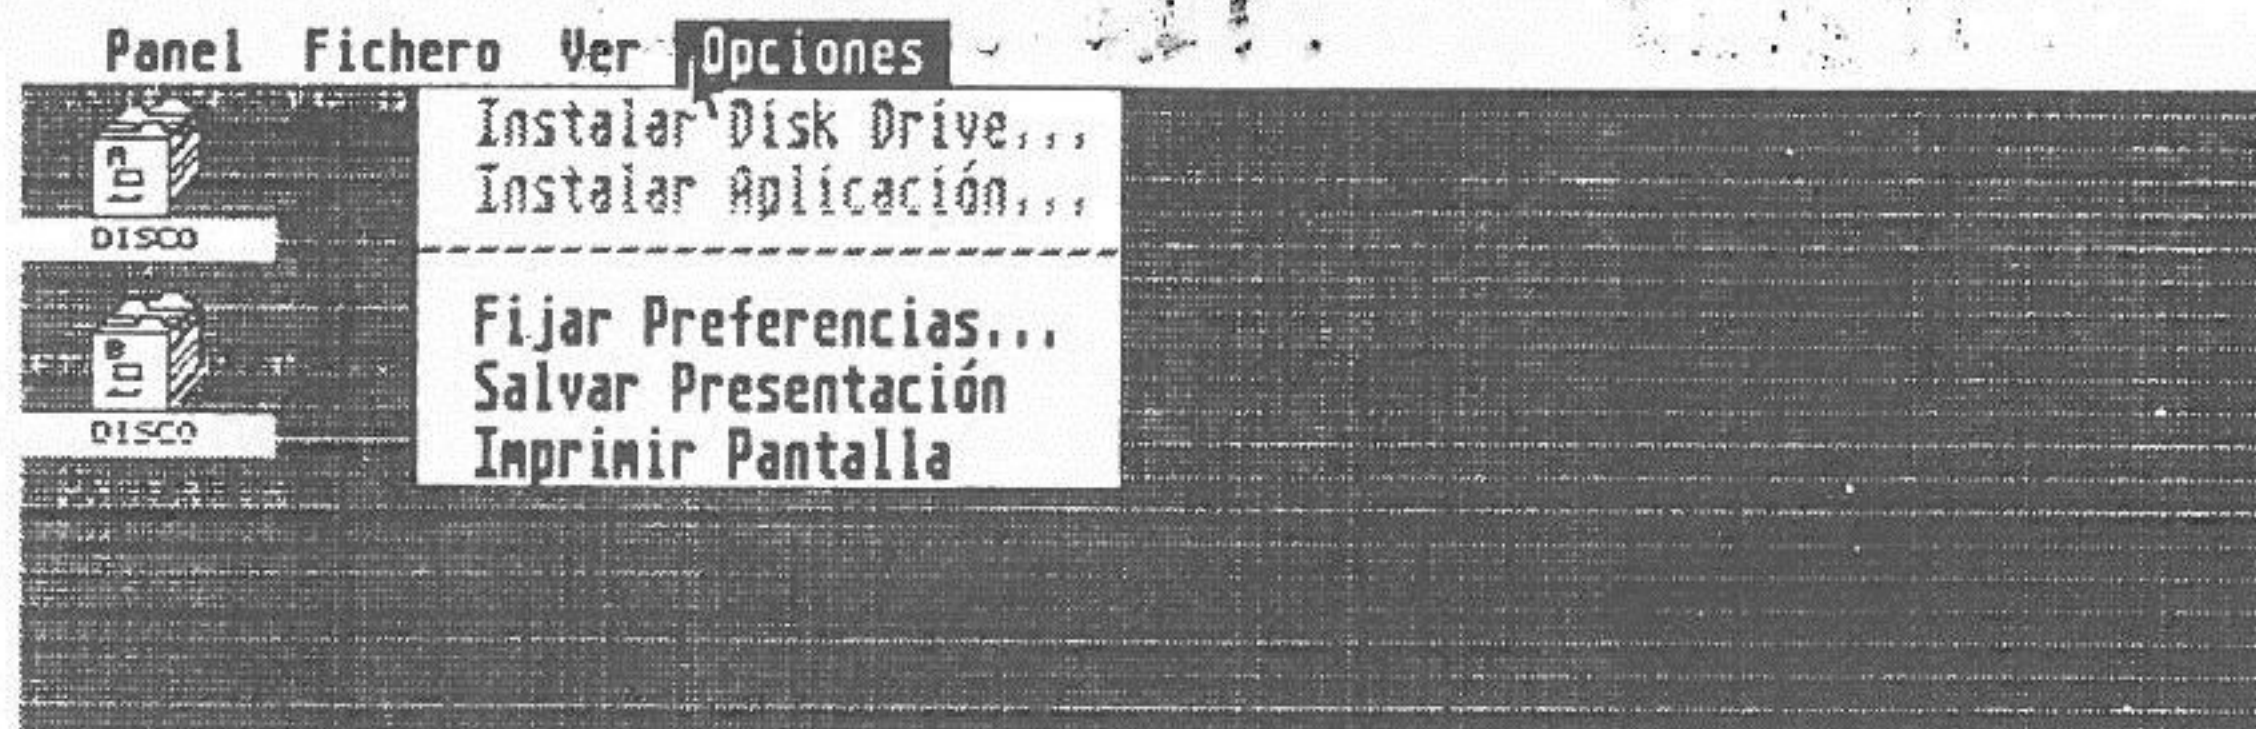 Panel Fichero Ver Opciones
Instalar Disk Drive...
Instalar Aplicación...
Fijar Preferencias...
Salvar Presentación
Imprimir Pantalla
A
DISCO
B
DISCO